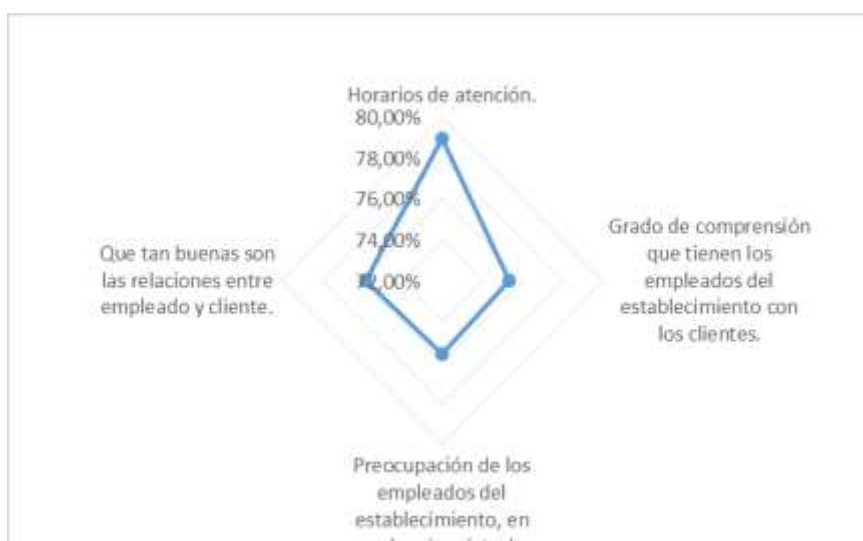 Horarios de atención.
80,00%
78,00%
76,00%
74,00%
72,00%
Grado de comprensión
que tienen los
empleados del
establecimiento con
los clientes.
Preocupación de los
empleados del
establecimiento, en
Que tan buenas son
las relaciones entre
empleado y cliente.